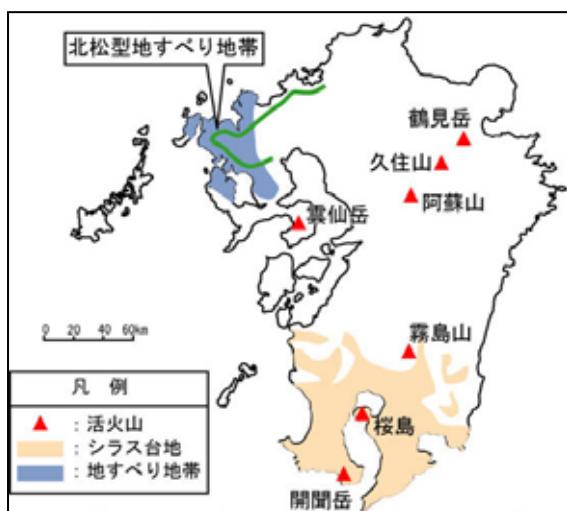 北松型地すべり地帯
鶴見岳
久住山
阿蘇山
雲仙岳
0 20 40 60km
霧島山
凡 例
：活火山
：シラス台地
：地すべり地帯
桜島
開聞岳